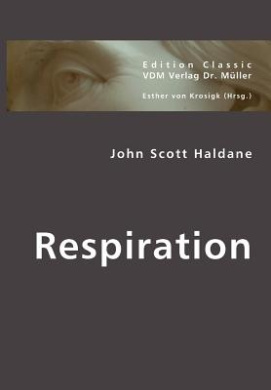 Edition Classic
VDM Verlag Dr. Müller
Esther von Krosigk (Hrsg.)
John Scott Haldane
Respiration